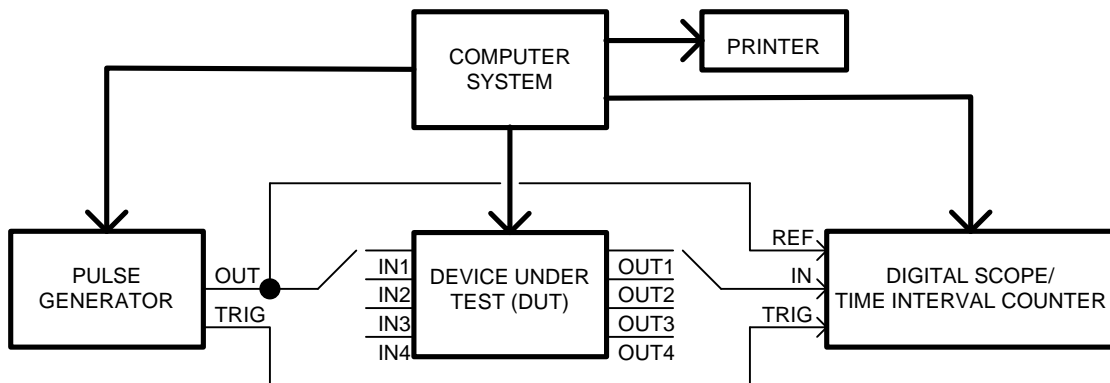 COMPUTER
SYSTEM
PRINTER
PULSE
GENERATOR
OUT
TRIG
IN1
IN2
IN3
IN4
DEVICE UNDER
TEST (DUT)
OUT1
OUT2
OUT3
OUT4
REF
IN
TRIG
DIGITAL SCOPE/
TIME INTERVAL COUNTER